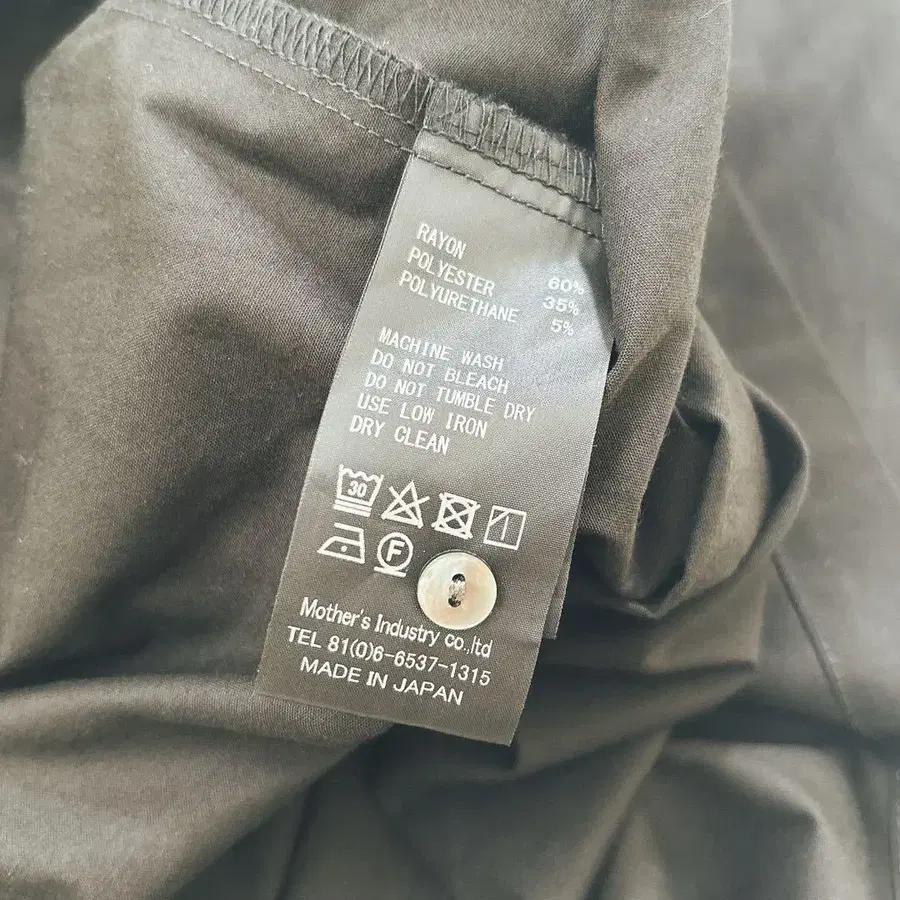 RAYON 60%
POLYESTER 35%
POLYURETHANE 5%
MACHINE WASH
DO NOT BLEACH
DO NOT TUMBLE DRY
USE LOW IRON
DRY CLEAN
30
F
Mother's Industry co.,ltd
TEL 81(0)6-6537-1315
MADE IN JAPAN